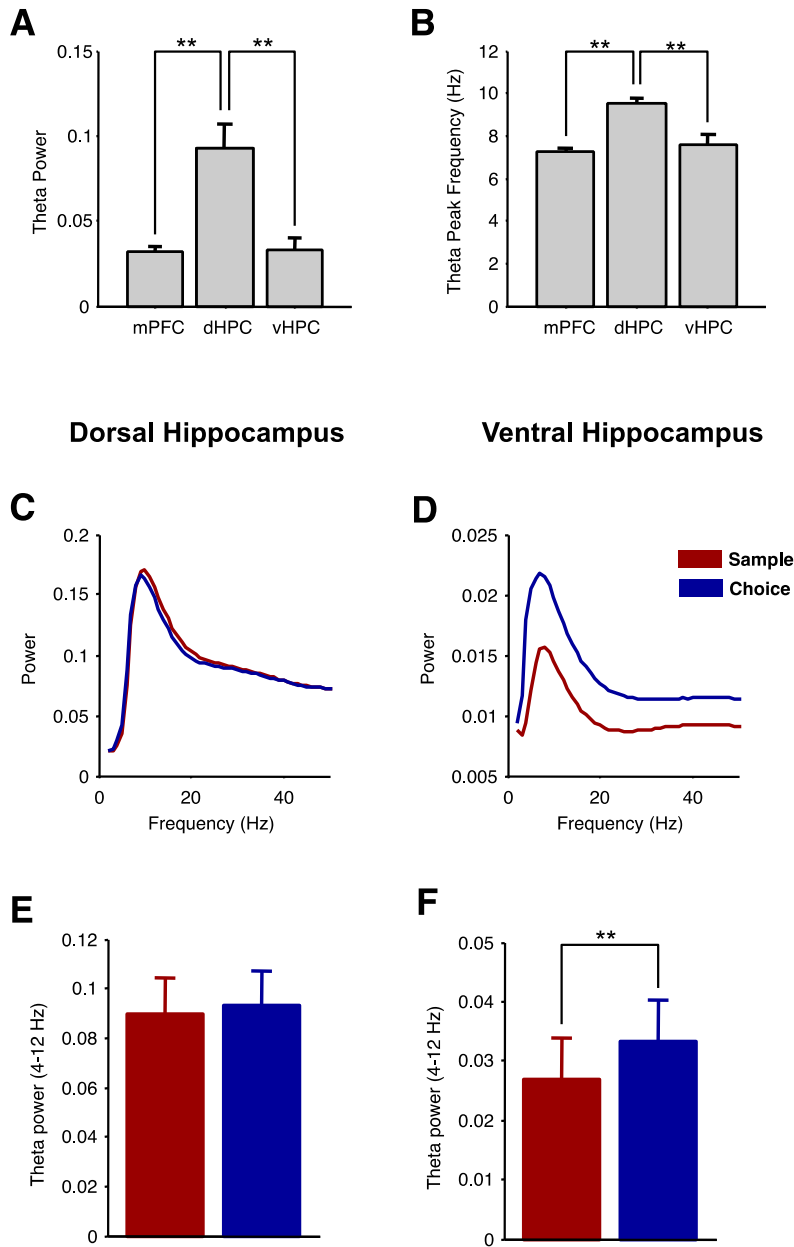 A
Theta Power
0.15
0.1
0.05
0
** **
mPFC dHPC vHPC
B
Theta Peak Frequency (Hz)
12
10
8
6
4
2
0
** **
mPFC dHPC vHPC
Dorsal Hippocampus
Ventral Hippocampus
C
Power
0.2
0.15
0.1
0.05
0
0 20 40
Frequency (Hz)
D
Power
0.025
0.02
0.015
0.01
0.005
0 20 40
Frequency (Hz)
Sample
Choice
E
Theta power (4-12 Hz)
0.12
0.1
0.08
0.06
0.04
0.02
0
F
Theta power (4-12 Hz)
0.05
0.04
0.03
0.02
0.01
0
**